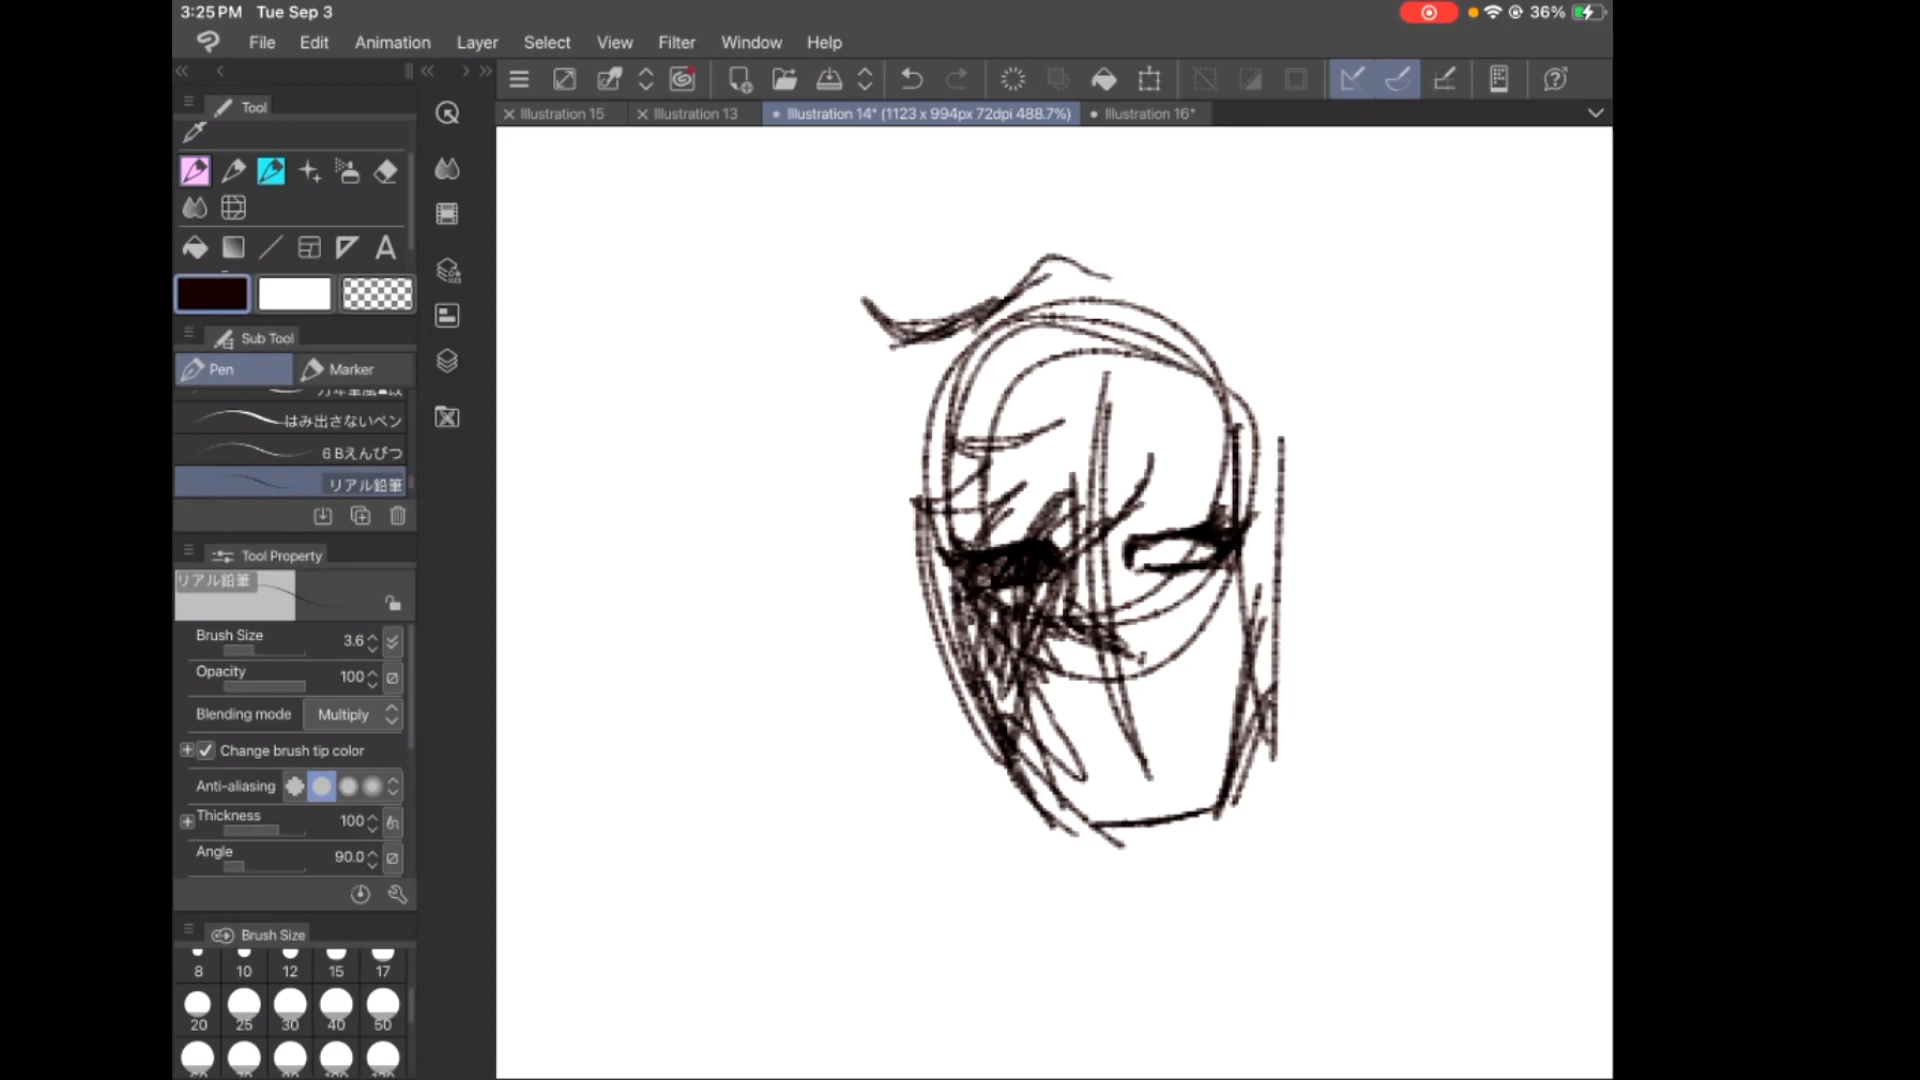 3:25 PM Tue Sep 3
36%
File Edit Animation Layer Select View Filter Window Help
Tool
Illustration 15
Illustration 13
Illustration 14* (1123 x 994px 72dpi 488.7%)
Illustration 16*
A
Sub Tool
Pen
Marker
はみ出さないペン
6Bえんぴつ
リアル鉛筆
Tool Property
リアル鉛筆
Brush Size 3.6
Opacity 100
Blending mode Multiply
Change brush tip color
Anti-aliasing
Thickness 100
Angle 90.0
Brush Size
8 10 12 15 17
20 25 30 40 50